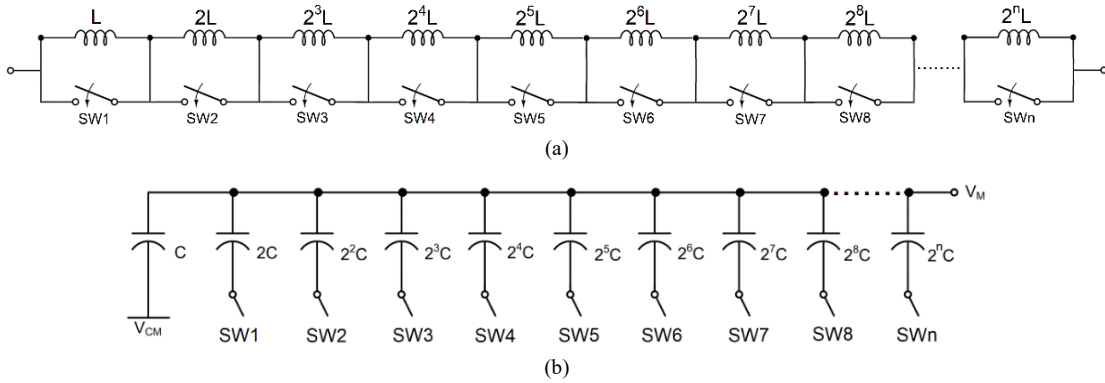 L 2L 2³L 2⁴L 2⁵L 2⁶L 2⁷L 2⁸L 2ⁿL
SW1 SW2 SW3 SW4 SW5 SW6 SW7 SW8 SWn
(a)
V_M
C 2C 2²C 2³C 2⁴C 2⁵C 2⁶C 2⁷C 2⁸C 2ⁿC
V_CM SW1 SW2 SW3 SW4 SW5 SW6 SW7 SW8 SWn
(b)